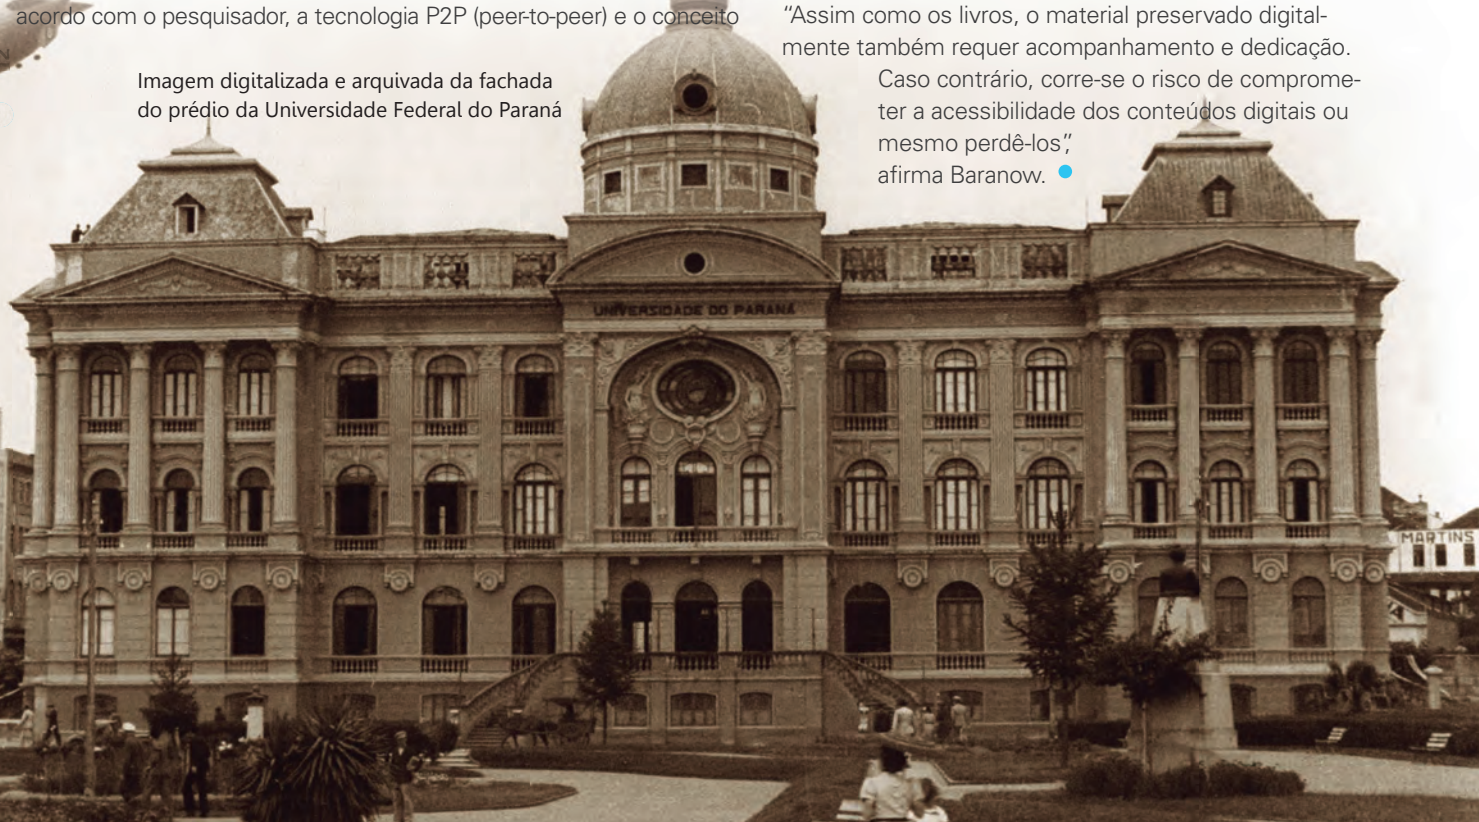 acordo com o pesquisador, a tecnologia P2P (peer-to-peer) e o conceito
Imagem digitalizada e arquivada da fachada
do prédio da Universidade Federal do Paraná
“Assim como os livros, o material preservado digital-
mente também requer acompanhamento e dedicação.
Caso contrário, corre-se o risco de comprome-
ter a acessibilidade dos conteúdos digitais ou
mesmo perdê-los”,
afirma Baranow.
UNIVERSIDADE DO PARANÁ
MARTINS